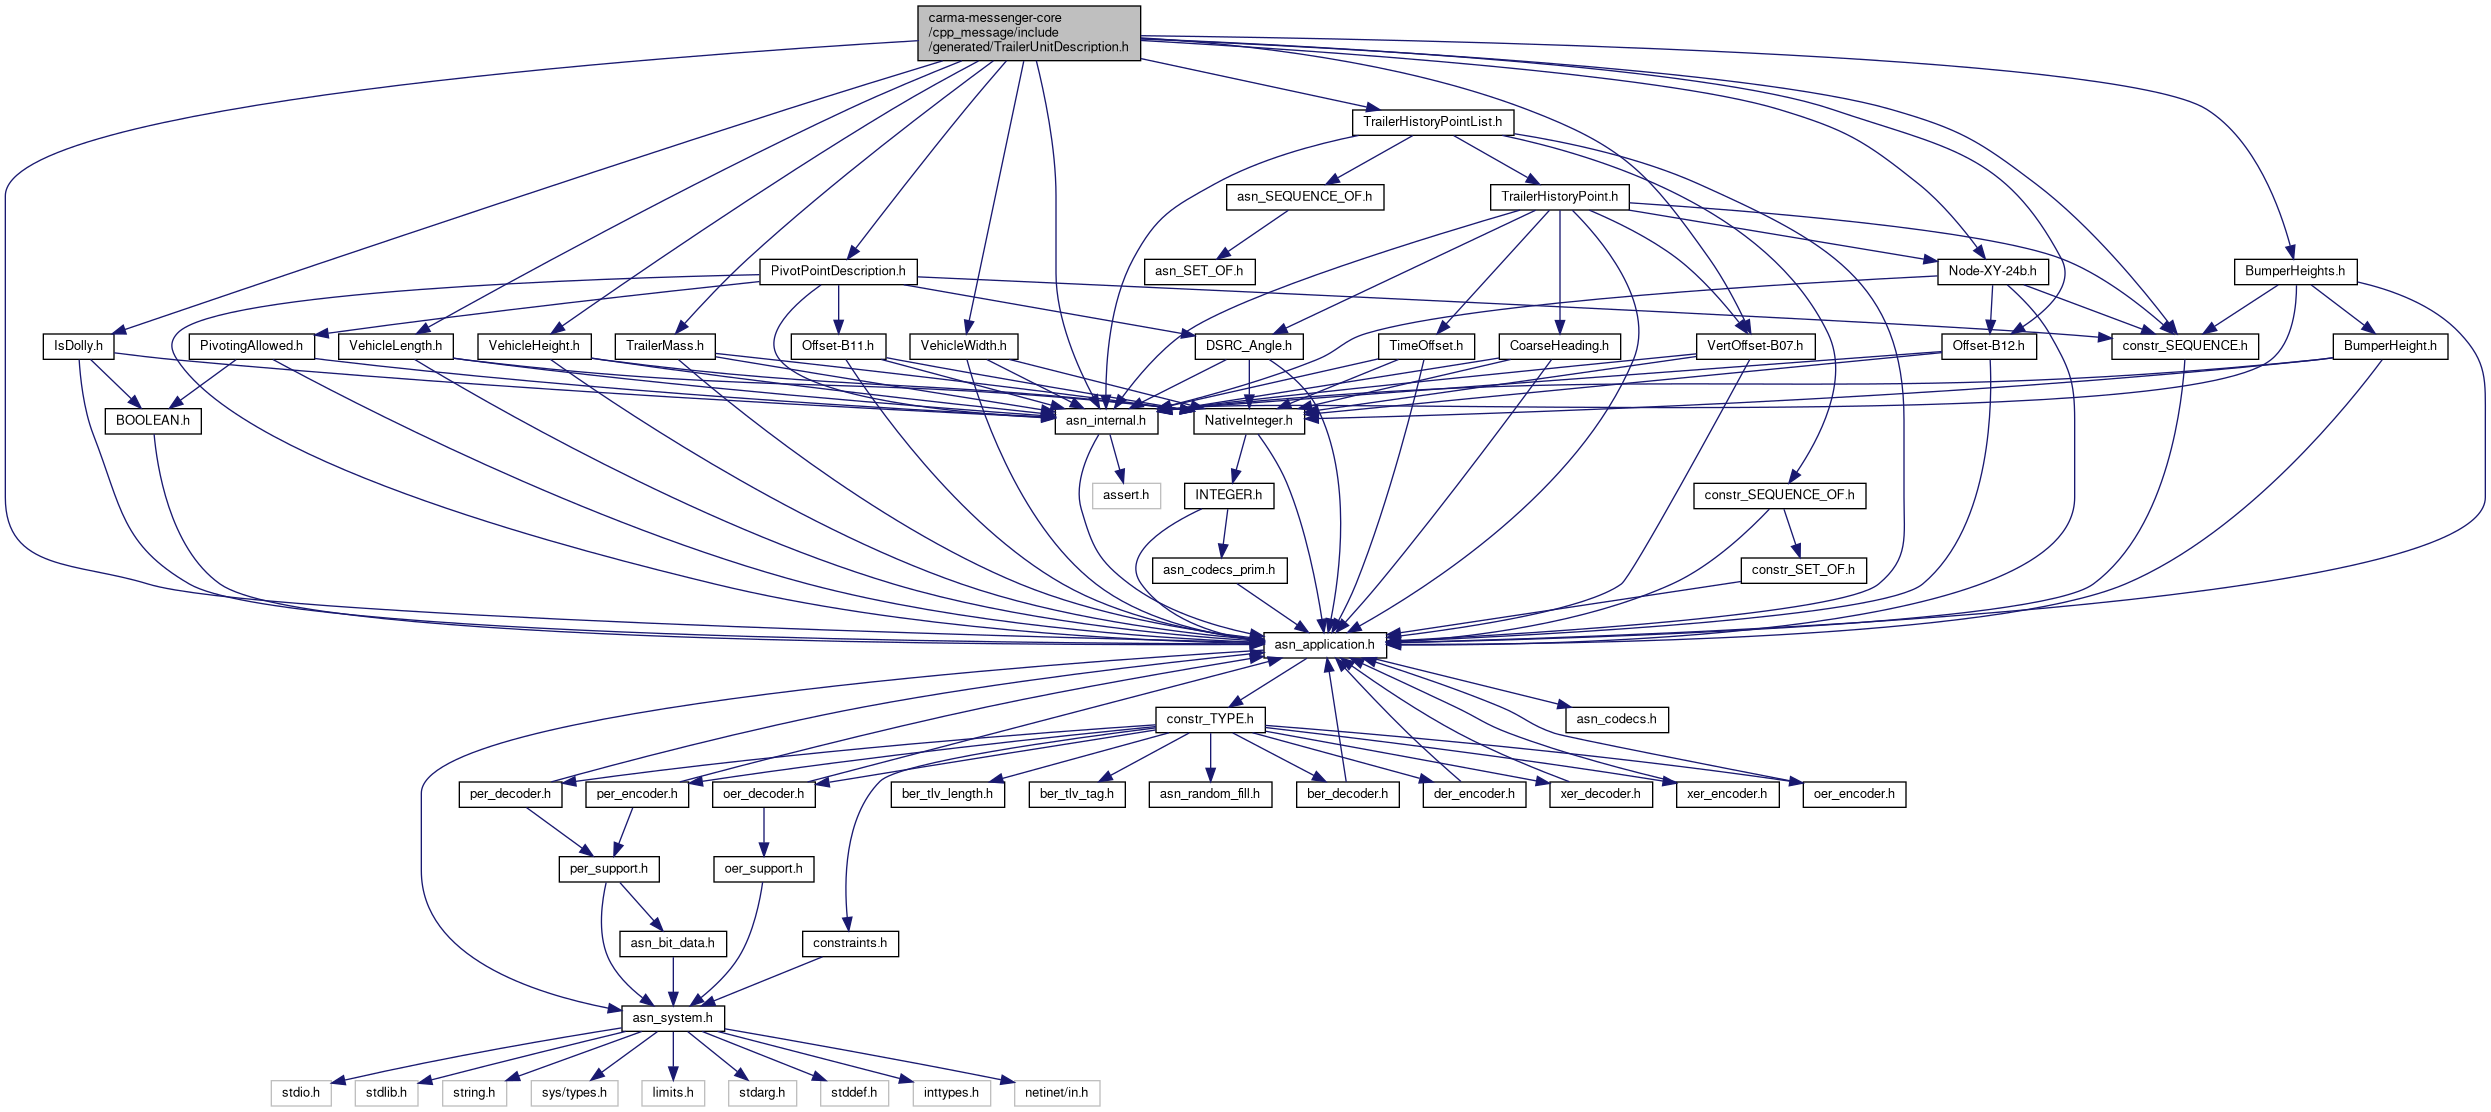 carma-messenger-core
/cpp_message/include
/generated/TrailerUnitDescription.h
TrailerHistoryPointList.h
asn_SEQUENCE_OF.h
TrailerHistoryPoint.h
PivotPointDescription.h
asn_SET_OF.h
Node-XY-24b.h
BumperHeights.h
IsDolly.h
PivotingAllowed.h
VehicleLength.h
VehicleHeight.h
TrailerMass.h
Offset-B11.h
VehicleWidth.h
DSRC_Angle.h
TimeOffset.h
CoarseHeading.h
VertOffset-B07.h
Offset-B12.h
constr_SEQUENCE.h
BumperHeight.h
BOOLEAN.h
asn_internal.h
NativeInteger.h
assert.h
INTEGER.h
constr_SEQUENCE_OF.h
asn_codecs_prim.h
constr_SET_OF.h
asn_application.h
constr_TYPE.h
asn_codecs.h
per_decoder.h
per_encoder.h
oer_decoder.h
ber_tlv_length.h
ber_tlv_tag.h
asn_random_fill.h
ber_decoder.h
der_encoder.h
xer_decoder.h
xer_encoder.h
oer_encoder.h
per_support.h
oer_support.h
asn_bit_data.h
constraints.h
asn_system.h
stdio.h
stdlib.h
string.h
sys/types.h
limits.h
stdarg.h
stddef.h
inttypes.h
netinet/in.h